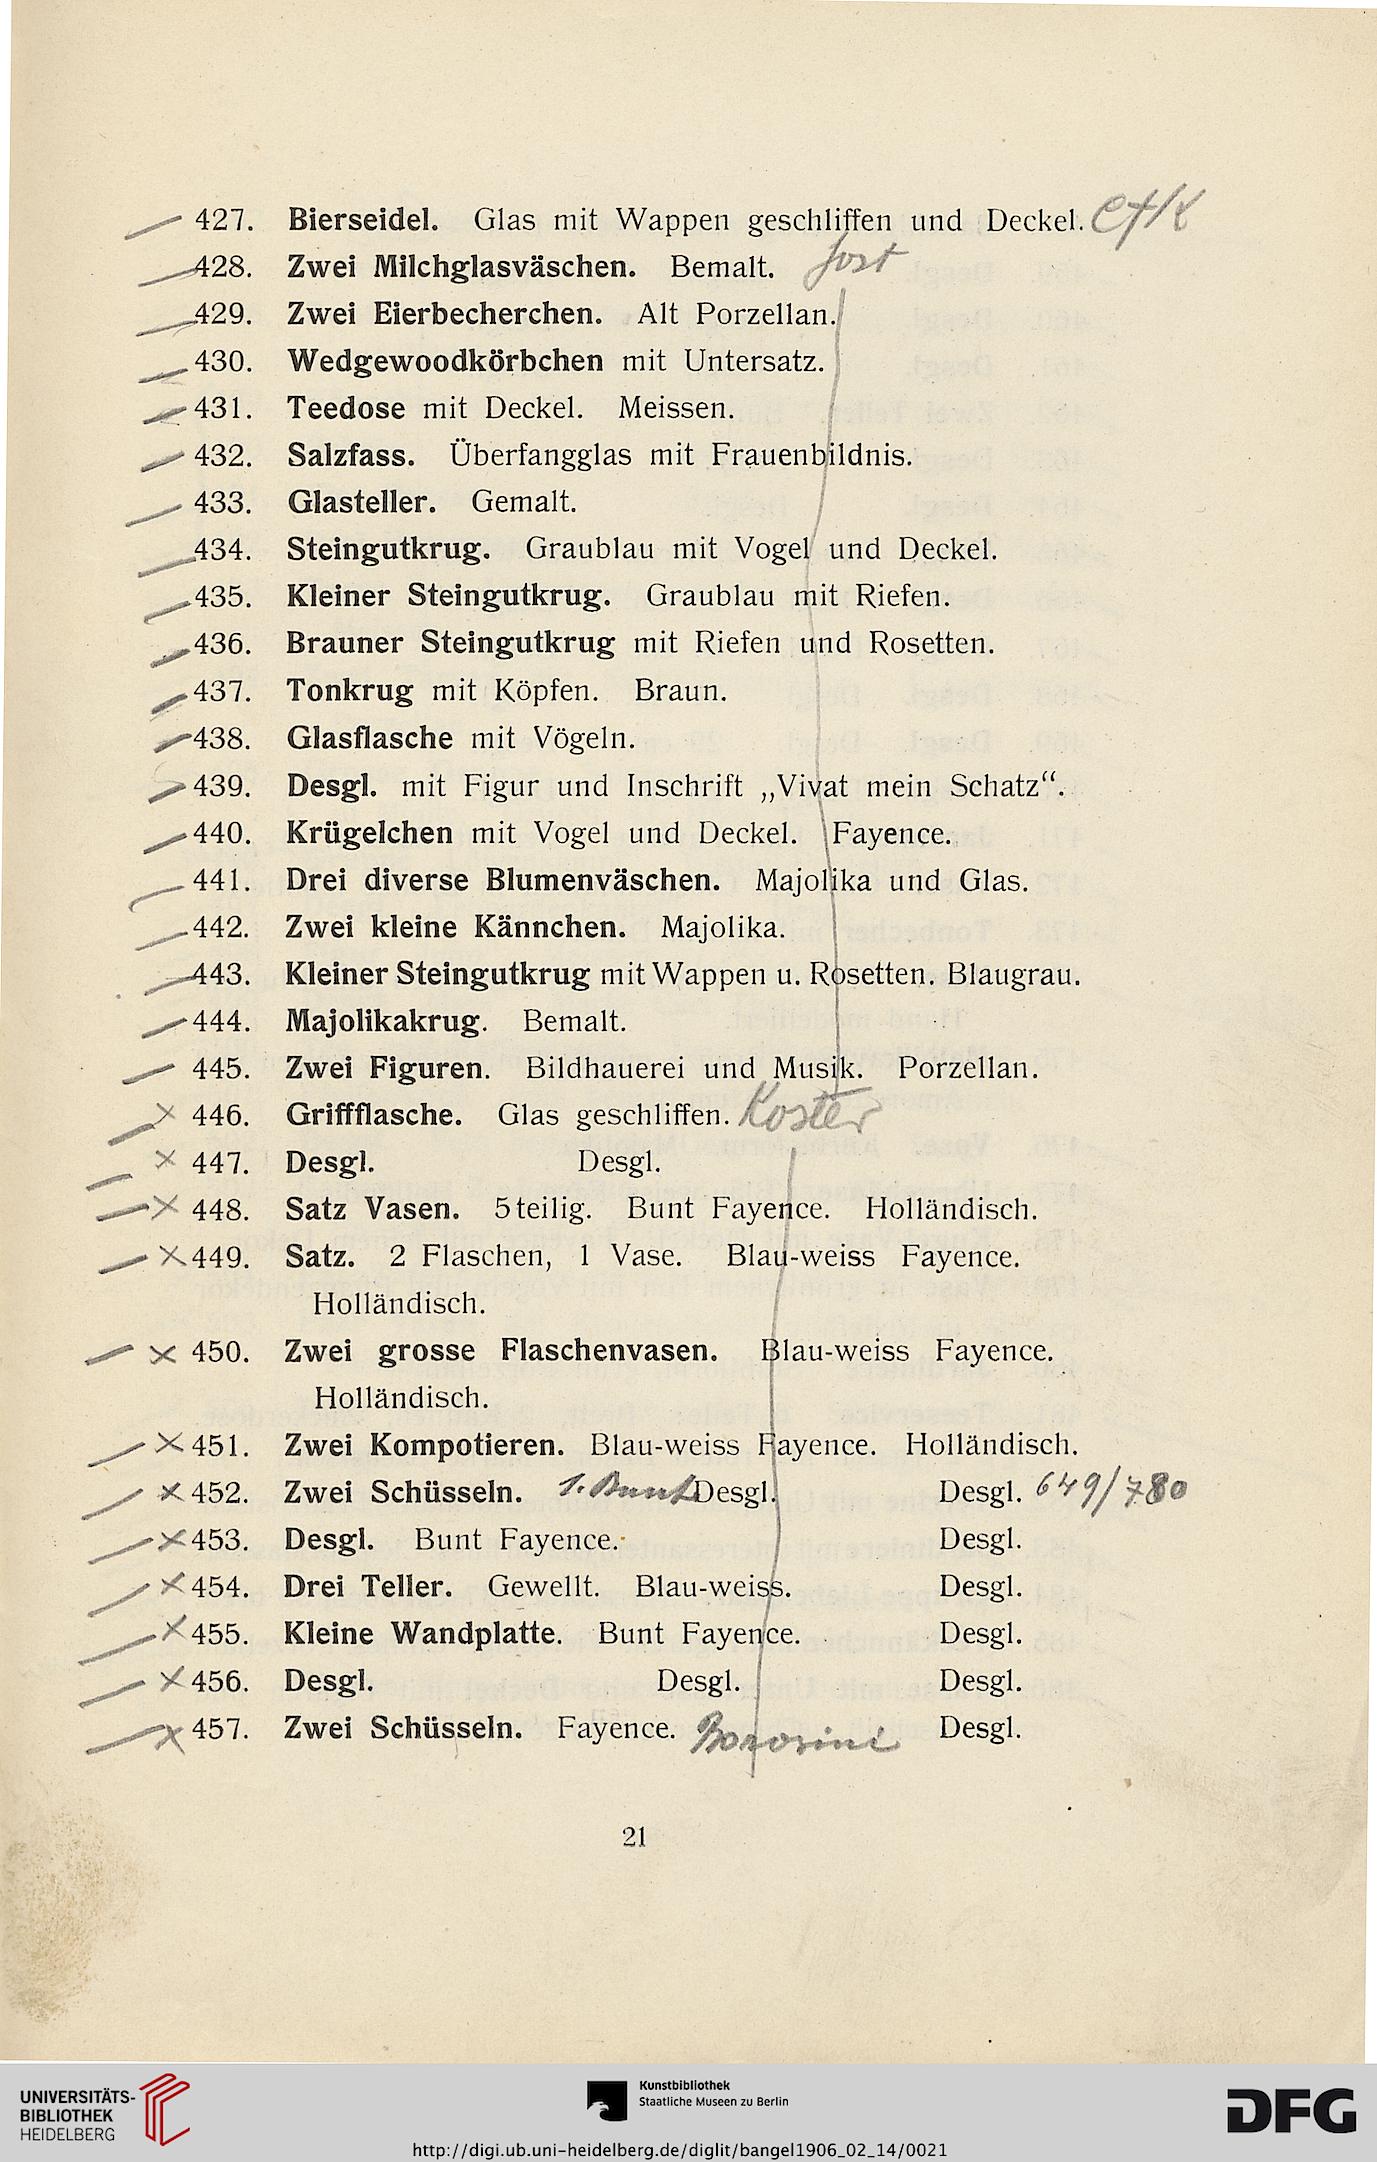 427. Bierseidel. Glas mit Wappen geschliffen und Deckel.
428. Zwei Milchglasväschen. Bemalt. Jost
429. Zwei Eierbecherchen. Alt Porzellan.
430. Wedgewoodkörbchen mit Untersatz.
431. Teedose mit Deckel. Meissen.
432. Salzfass. Überfangglas mit Frauenbildnis.
433. Glasteller. Gemalt.
434. Steingutkrug. Graublau mit Vogel und Deckel.
435. Kleiner Steingutkrug. Graublau mit Riefen.
436. Brauner Steingutkrug mit Riefen und Rosetten.
437. Tonkrug mit Köpfen. Braun.
438. Glasflasche mit Vögeln.
439. Desgl. mit Figur und Inschrift „Vivat mein Schatz“.
440. Krügelchen mit Vogel und Deckel. Fayence.
441. Drei diverse Blumenväschen. Majolika und Glas.
442. Zwei kleine Kännchen. Majolika.
443. Kleiner Steingutkrug mit Wappen u. Rosetten. Blaugrau.
444. Majolikakrug. Bemalt.
445. Zwei Figuren. Bildhauerei und Musik. Porzellan.
446. Griffflasche. Glas geschliffen. Koster
447. Desgl. Desgl.
448. Satz Vasen. 5teilig. Bunt Fayence. Holländisch.
449. Satz. 2 Flaschen, 1 Vase. Blau-weiss Fayence.
Holländisch.
450. Zwei grosse Flaschenvasen. Blau-weiss Fayence.
Holländisch.
451. Zwei Kompotieren. Blau-weiss Fayence. Holländisch.
452. Zwei Schüsseln. 1. Bunt Desgl. Desgl. 649/780
453. Desgl. Bunt Fayence. Desgl.
454. Drei Teller. Gewellt. Blau-weiss. Desgl.
455. Kleine Wandplatte. Bunt Fayence. Desgl.
456. Desgl. Desgl. Desgl.
457. Zwei Schüsseln. Fayence. Desgl.
21
UNIVERSITÄTS-
BIBLIOTHEK
HEIDELBERG
Kunstbibliothek
Staatliche Museen zu Berlin
DFG
http://digi.ub.uni-heidelberg.de/diglit/bangel1906_02_14/0021